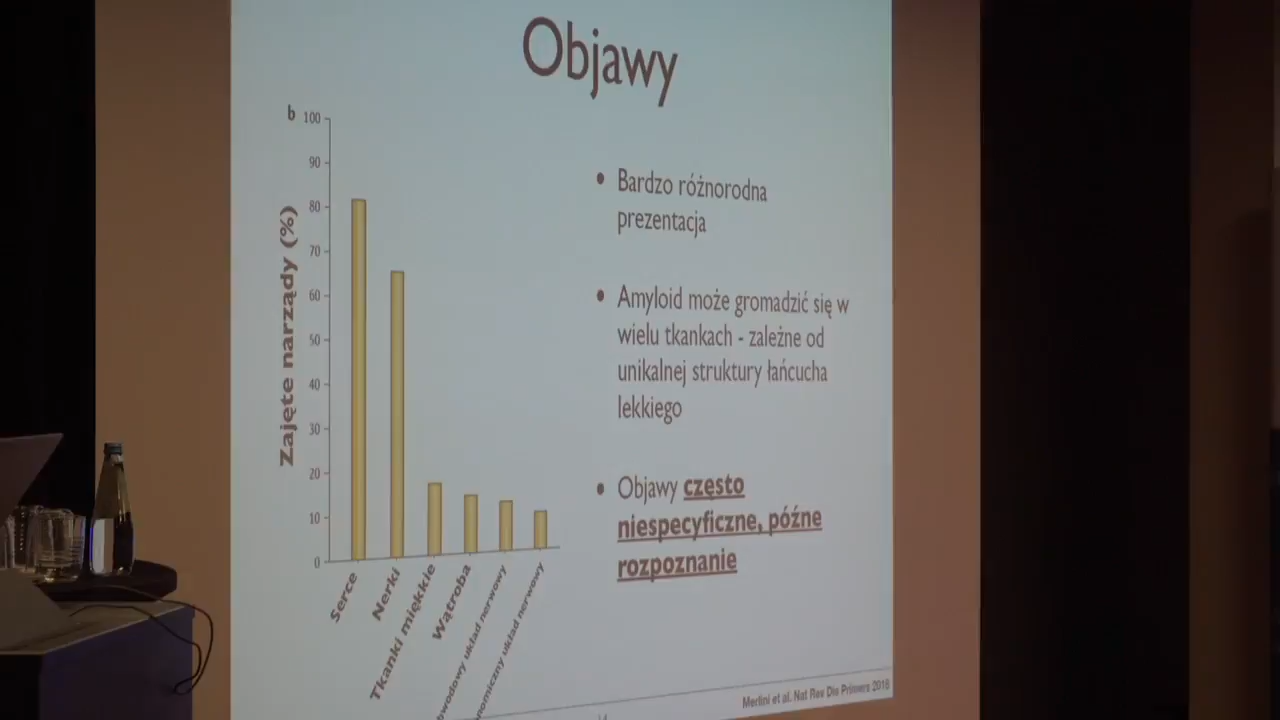 Objawy
b
100
90
80
70
60
50
40
30
20
10
0
Zajęte narządy (%)
Serce
Nerki
Tkanki miękkie
Wątroba
układ nerwowy
układ nerwowy
• Bardzo różnorodna
prezentacja
• Amyloid może gromadzić się w
wielu tkankach - zależne od
unikalnej struktury łańcucha
lekkiego
• Objawy często
niespecyficzne, późne
rozpoznanie
Merlini et al. Nat Rev Dis Primers 2018